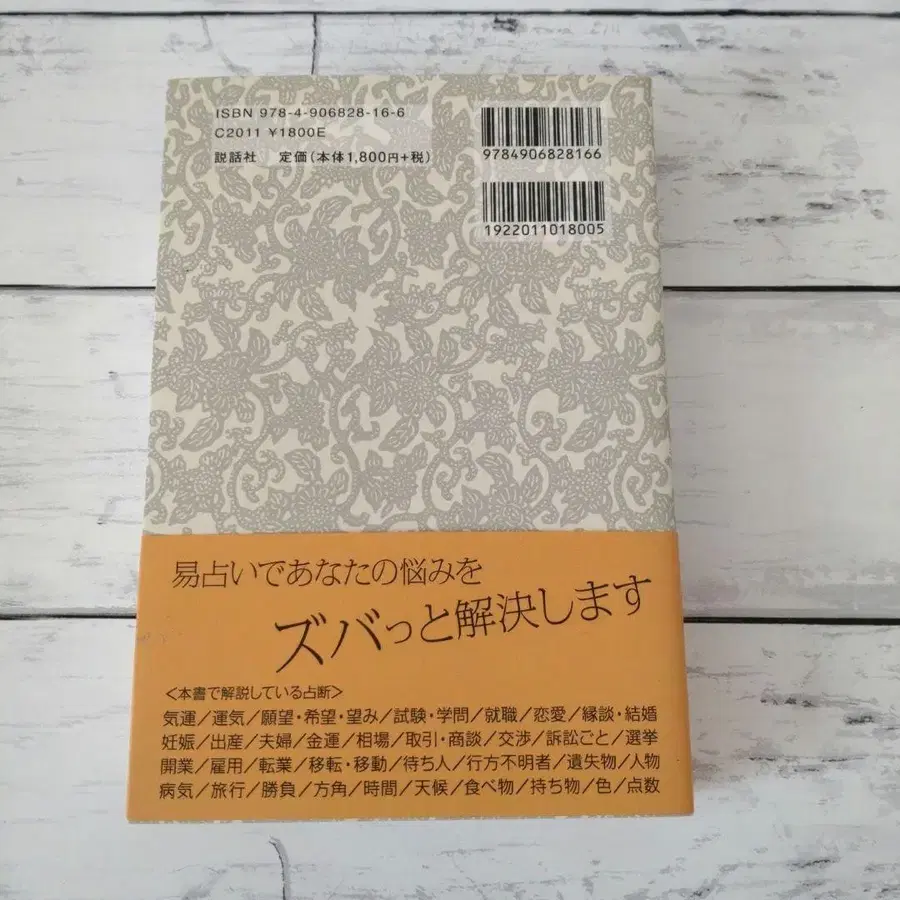 ISBN 978-4-906828-16-6
C2011 ¥1800E
説話社 定価(本体1,800円+税)
9784906828166
1922011018005
易占いであなたの悩みを
ズバっと解決します
<本書で解説している占断>
気運/運気/願望・希望・望み/試験・学問/就職/恋愛/縁談・結婚
妊娠/出産/夫婦/金運/相場/取引・商談/交渉/訴訟ごと/選挙
開業/雇用/転業/移転・移動/待ち人/行方不明者/遺失物/人物
病気/旅行/勝負/方角/時間/天候/食べ物/持ち物/色/点数